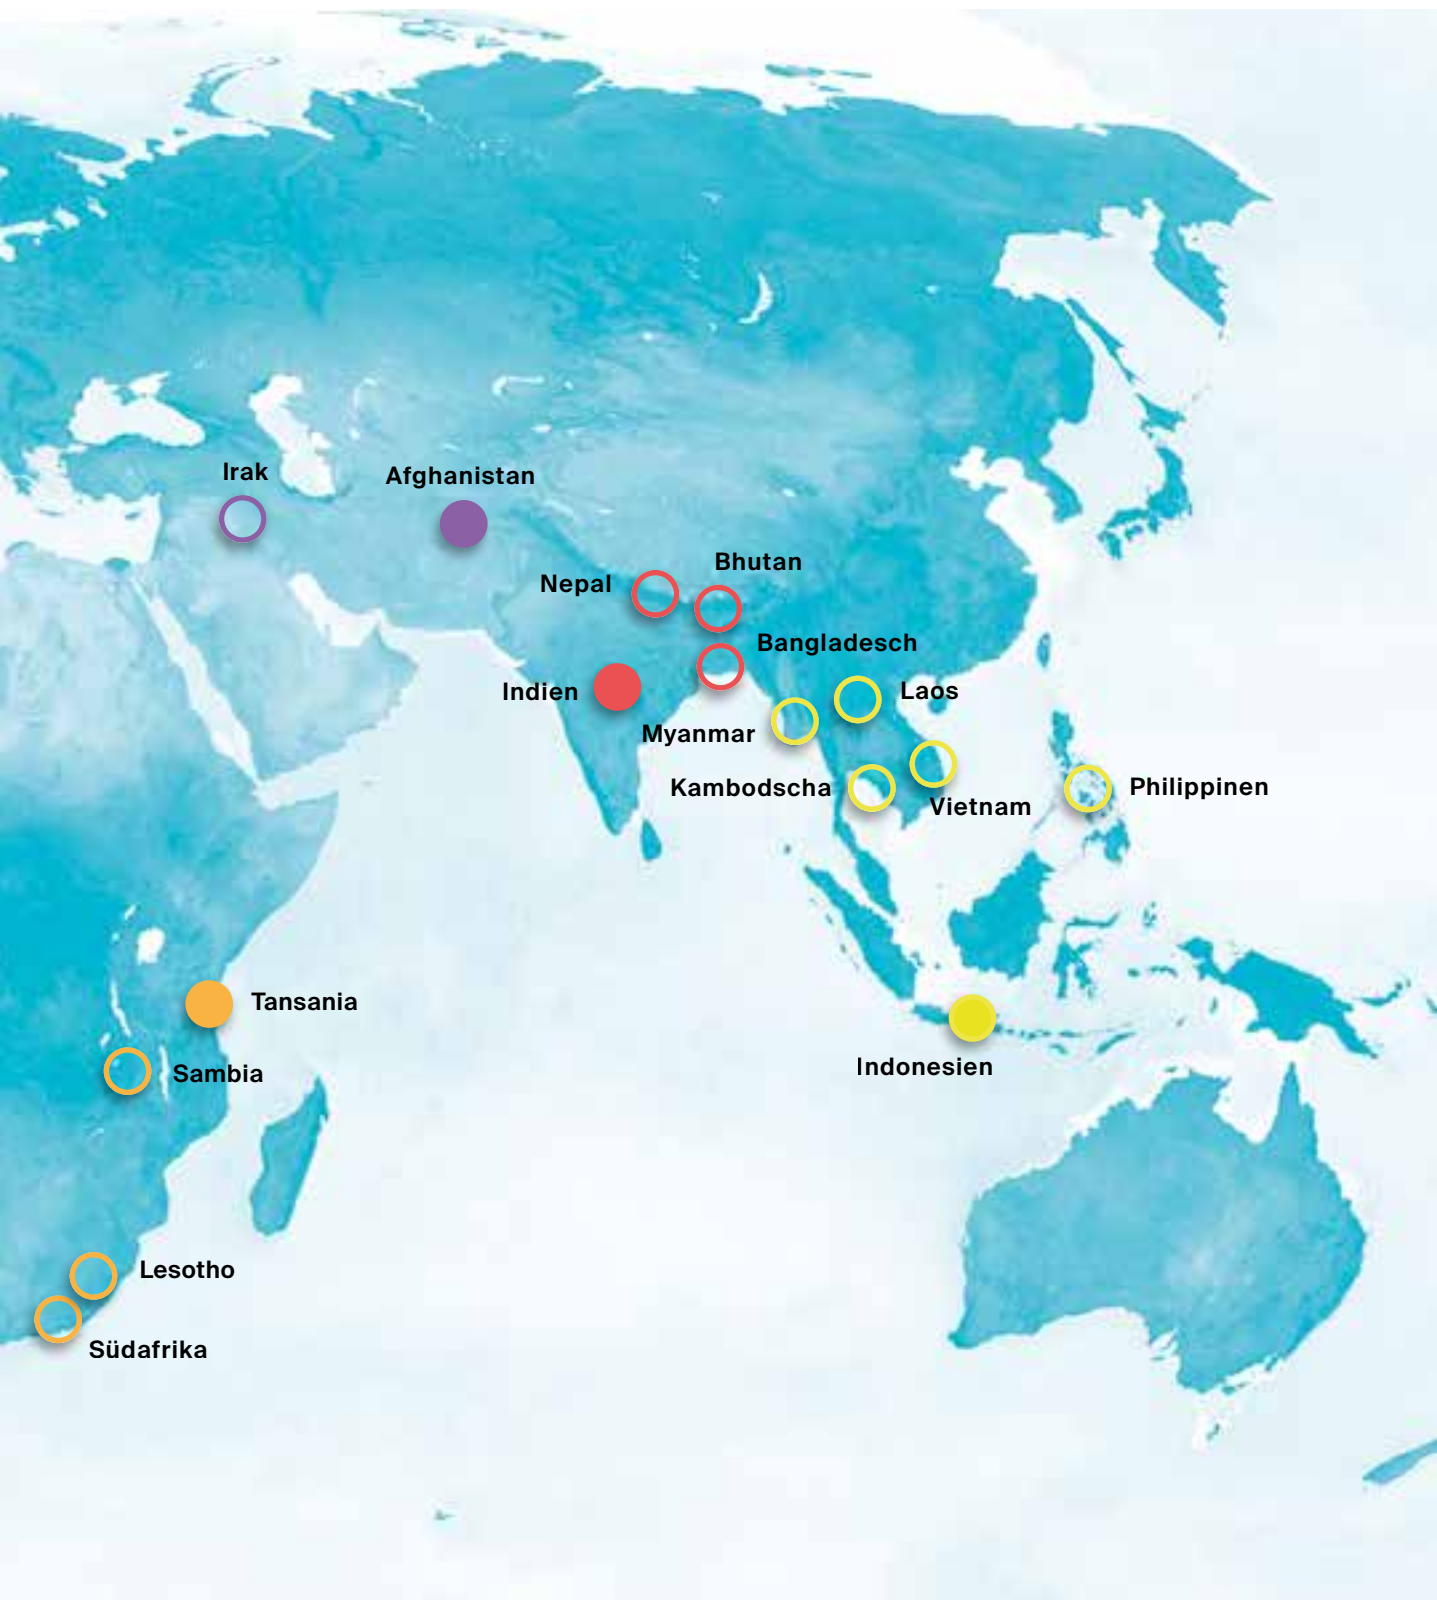 Irak
Afghanistan
Bhutan
Nepal
Bangladesch
Indien
Laos
Myanmar
Kambodscha
Philippinen
Vietnam
Tansania
Indonesien
Sambia
Lesotho
Südafrika